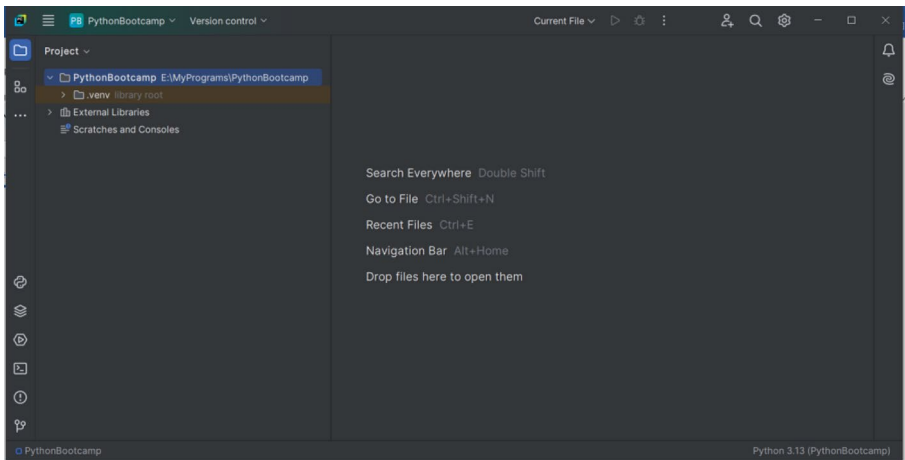 PB PythonBootcamp Version control Current File
Project
PythonBootcamp E:\MyPrograms\PythonBootcamp
.venv library root
External Libraries
Scratches and Consoles
Search Everywhere Double Shift
Go to File Ctrl+Shift+N
Recent Files Ctrl+E
Navigation Bar Alt+Home
Drop files here to open them
PythonBootcamp Python 3.13 (PythonBootcamp)